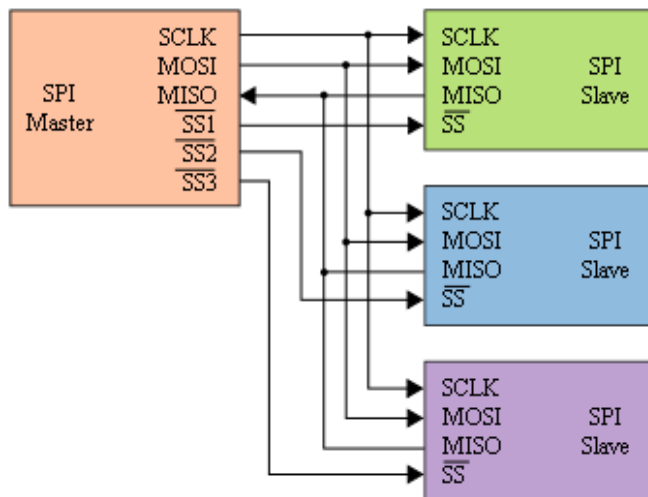 SCLK
MOSI
MISO
SS1
SS2
SS3
SPI
Master
SCLK
MOSI
MISO
SS
SPI
Slave
SCLK
MOSI
MISO
SS
SPI
Slave
SCLK
MOSI
MISO
SS
SPI
Slave